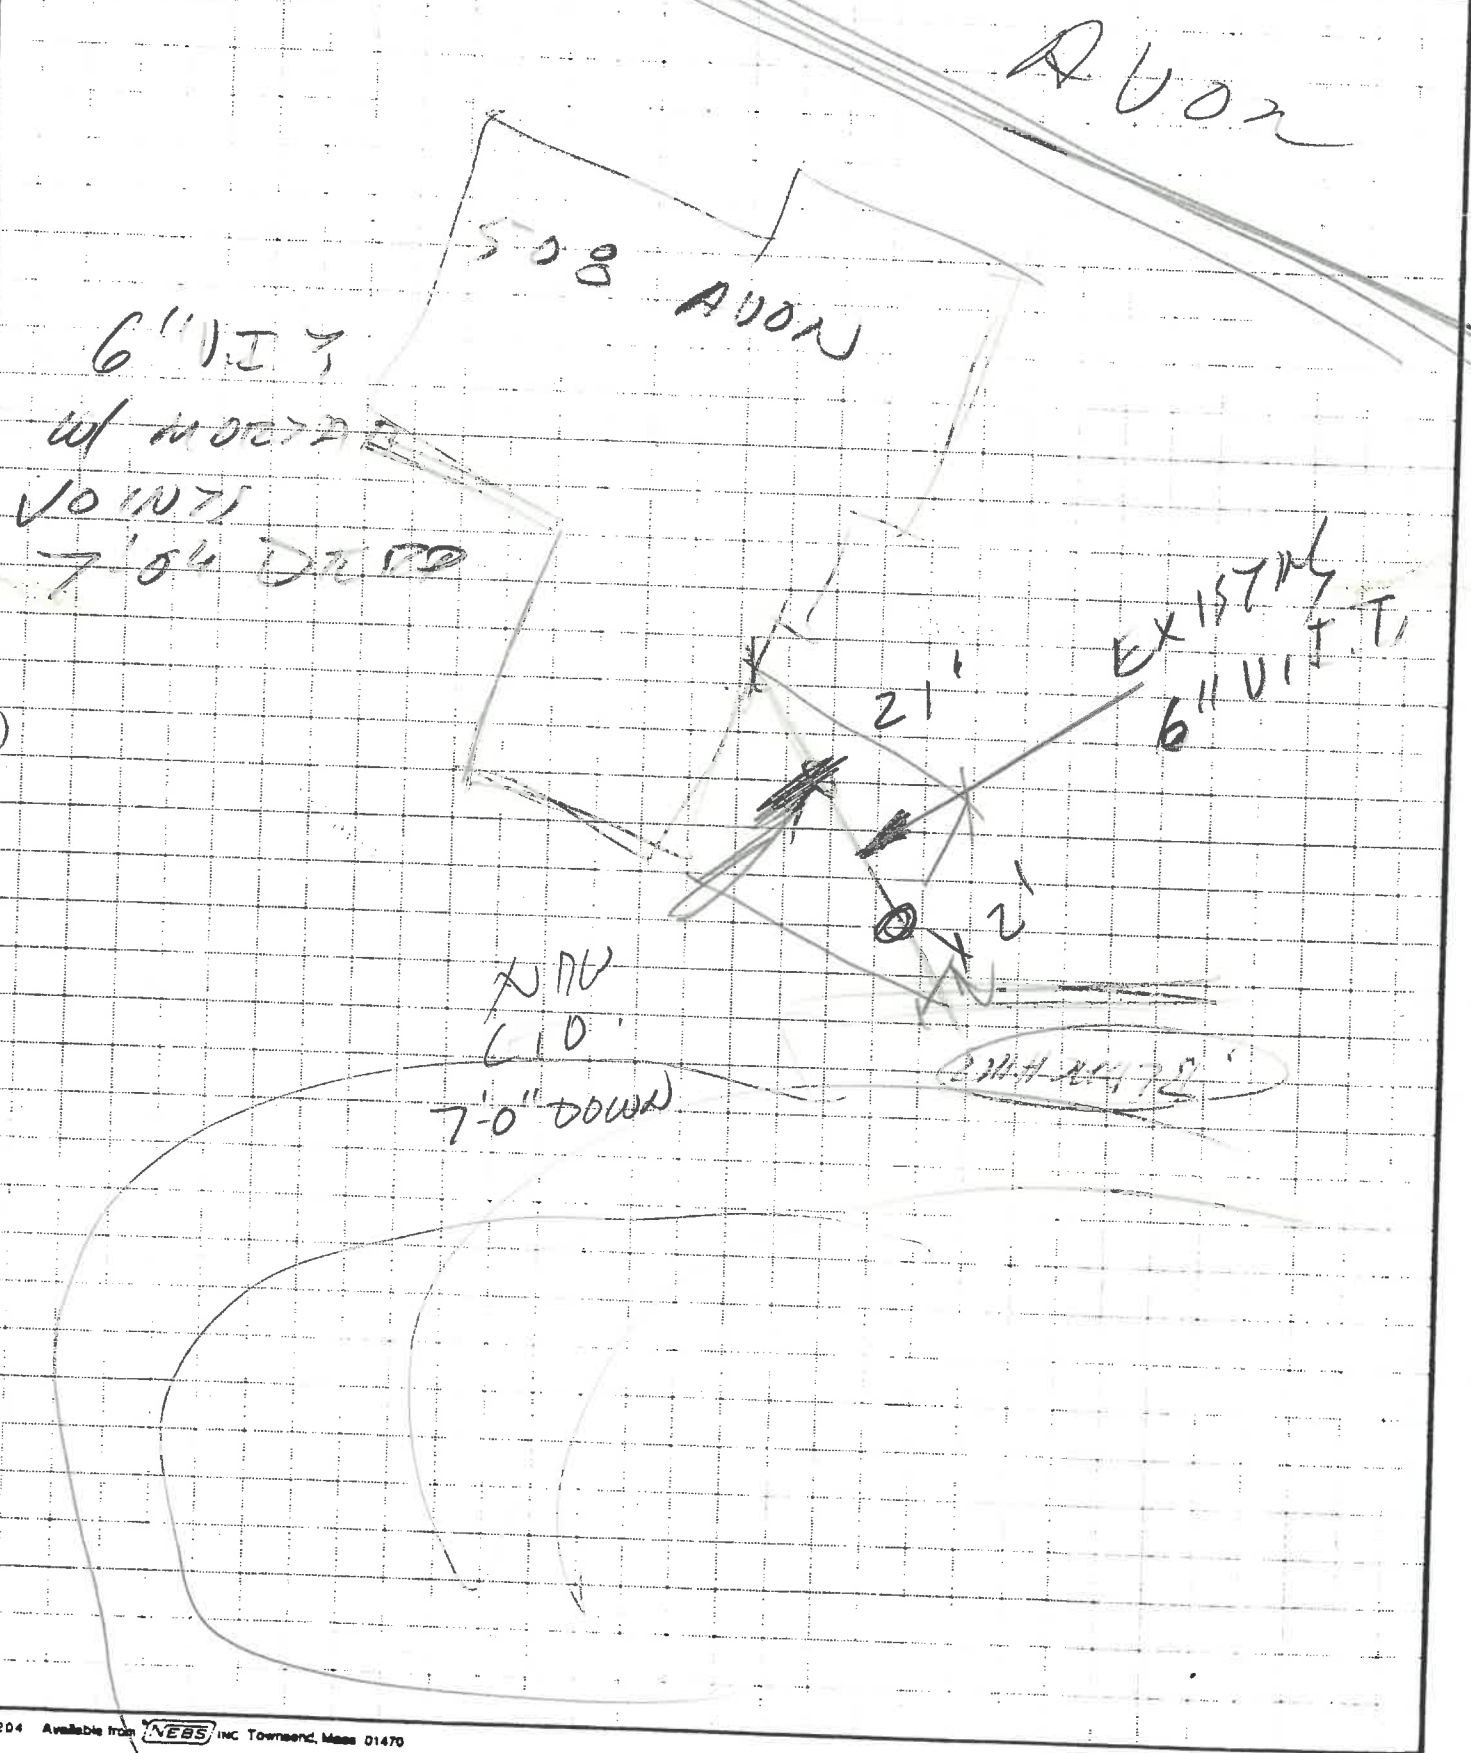 AVON
508 AVON
6" VIT
w/ MORTAR
JOINTS
7'0" DEEP
21'
EXISTING
6" VIT.
2'
7'-0" DOWN
204 Available from NEBS INC Townsend, Mass 01470